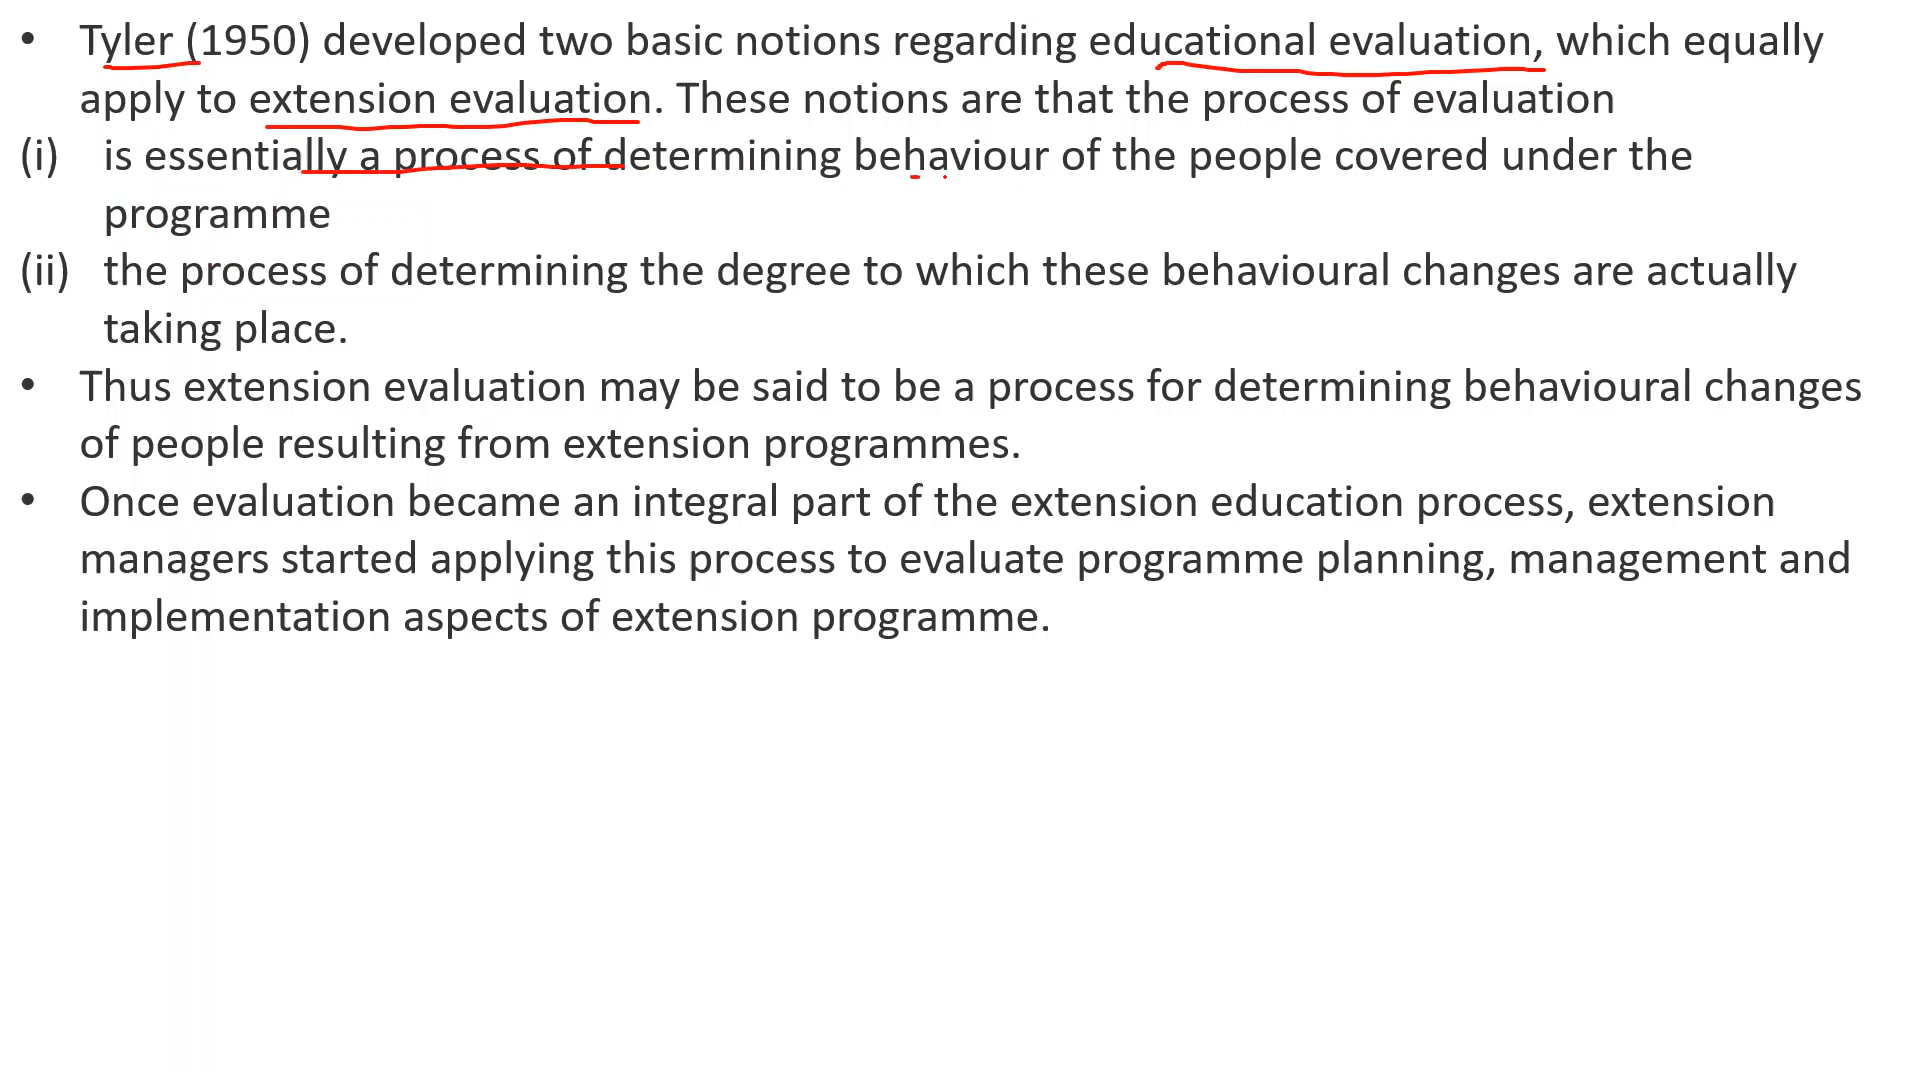 • Tyler (1950) developed two basic notions regarding educational evaluation, which equally
apply to extension evaluation. These notions are that the process of evaluation
(i) is essentially a process of determining behaviour of the people covered under the
programme
(ii) the process of determining the degree to which these behavioural changes are actually
taking place.
• Thus extension evaluation may be said to be a process for determining behavioural changes
of people resulting from extension programmes.
• Once evaluation became an integral part of the extension education process, extension
managers started applying this process to evaluate programme planning, management and
implementation aspects of extension programme.